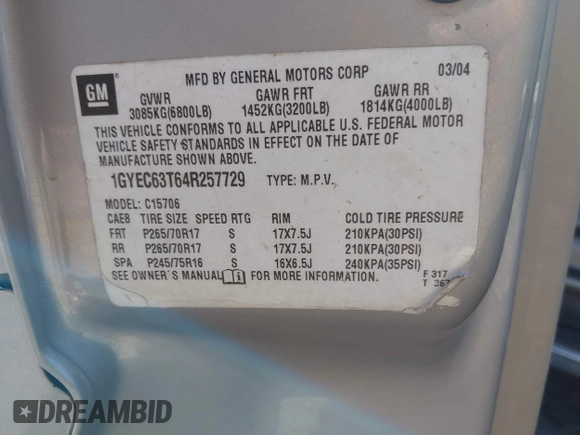 MFD BY GENERAL MOTORS CORP 03/04
GM
GVWR GAWR FRT GAWR RR
3085KG(6800LB) 1452KG(3200LB) 1814KG(4000LB)
THIS VEHICLE CONFORMS TO ALL APPLICABLE U.S. FEDERAL MOTOR
VEHICLE SAFETY STANDARDS IN EFFECT ON THE DATE OF
MANUFACTURE SHOWN ABOVE.
1GYEC63T64R257729 TYPE: M.P.V.
MODEL: C15706
CAEB TIRE SIZE SPEED RTG RIM COLD TIRE PRESSURE
FRT P265/70R17 S 17X7.5J 210KPA(30PSI)
RR P265/70R17 S 17X7.5J 210KPA(30PSI)
SPA P245/75R16 S 16X6.5J 240KPA(35PSI)
SEE OWNER'S MANUAL FOR MORE INFORMATION
F 317
T 367
DREAMBID